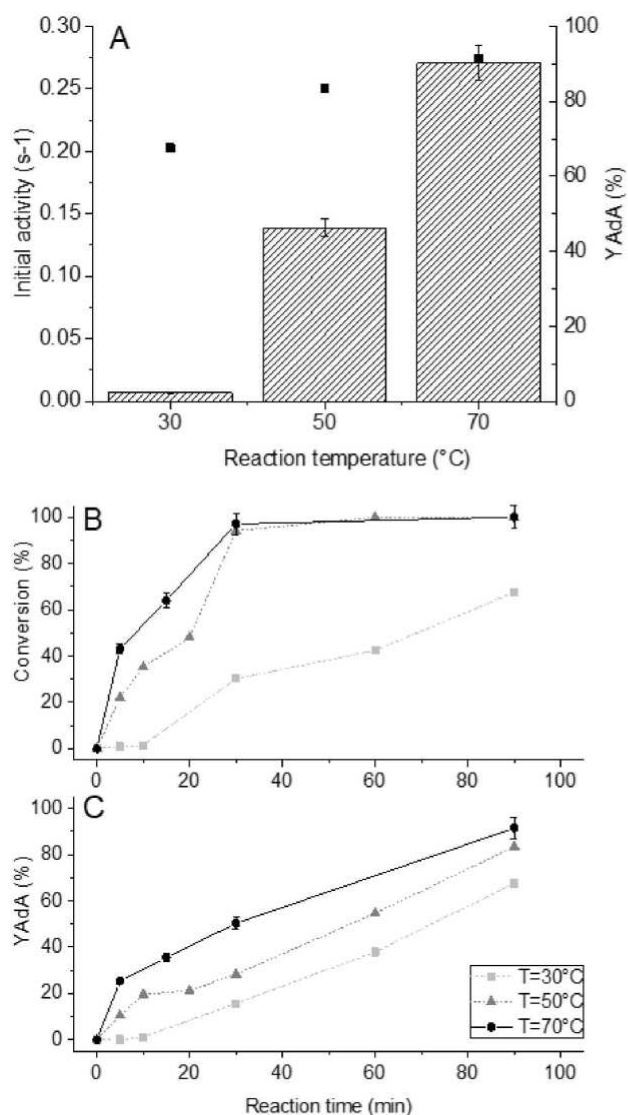 A
0.30
0.25
0.20
0.15
0.10
0.05
0.00
Initial activity (s-1)
100
80
60
40
20
0
YAdA (%)
30 50 70
Reaction temperature (°C)
B
100
80
60
40
20
0
Conversion (%)
0 20 40 60 80 100
C
80
60
40
20
0
YAdA (%)
T=30°C
T=50°C
T=70°C
0 20 40 60 80 100
Reaction time (min)